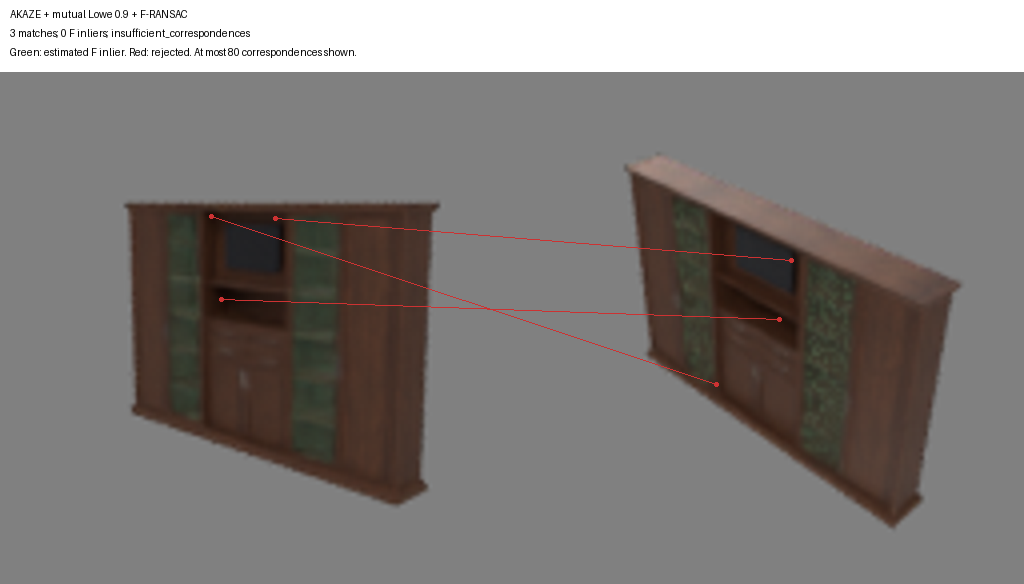 AKAZE + mutual Lowe 0.9 + F-RANSAC
3 matches; 0 F inliers; insufficient_correspondences
Green: estimated F inlier. Red: rejected. At most 80 correspondences shown.